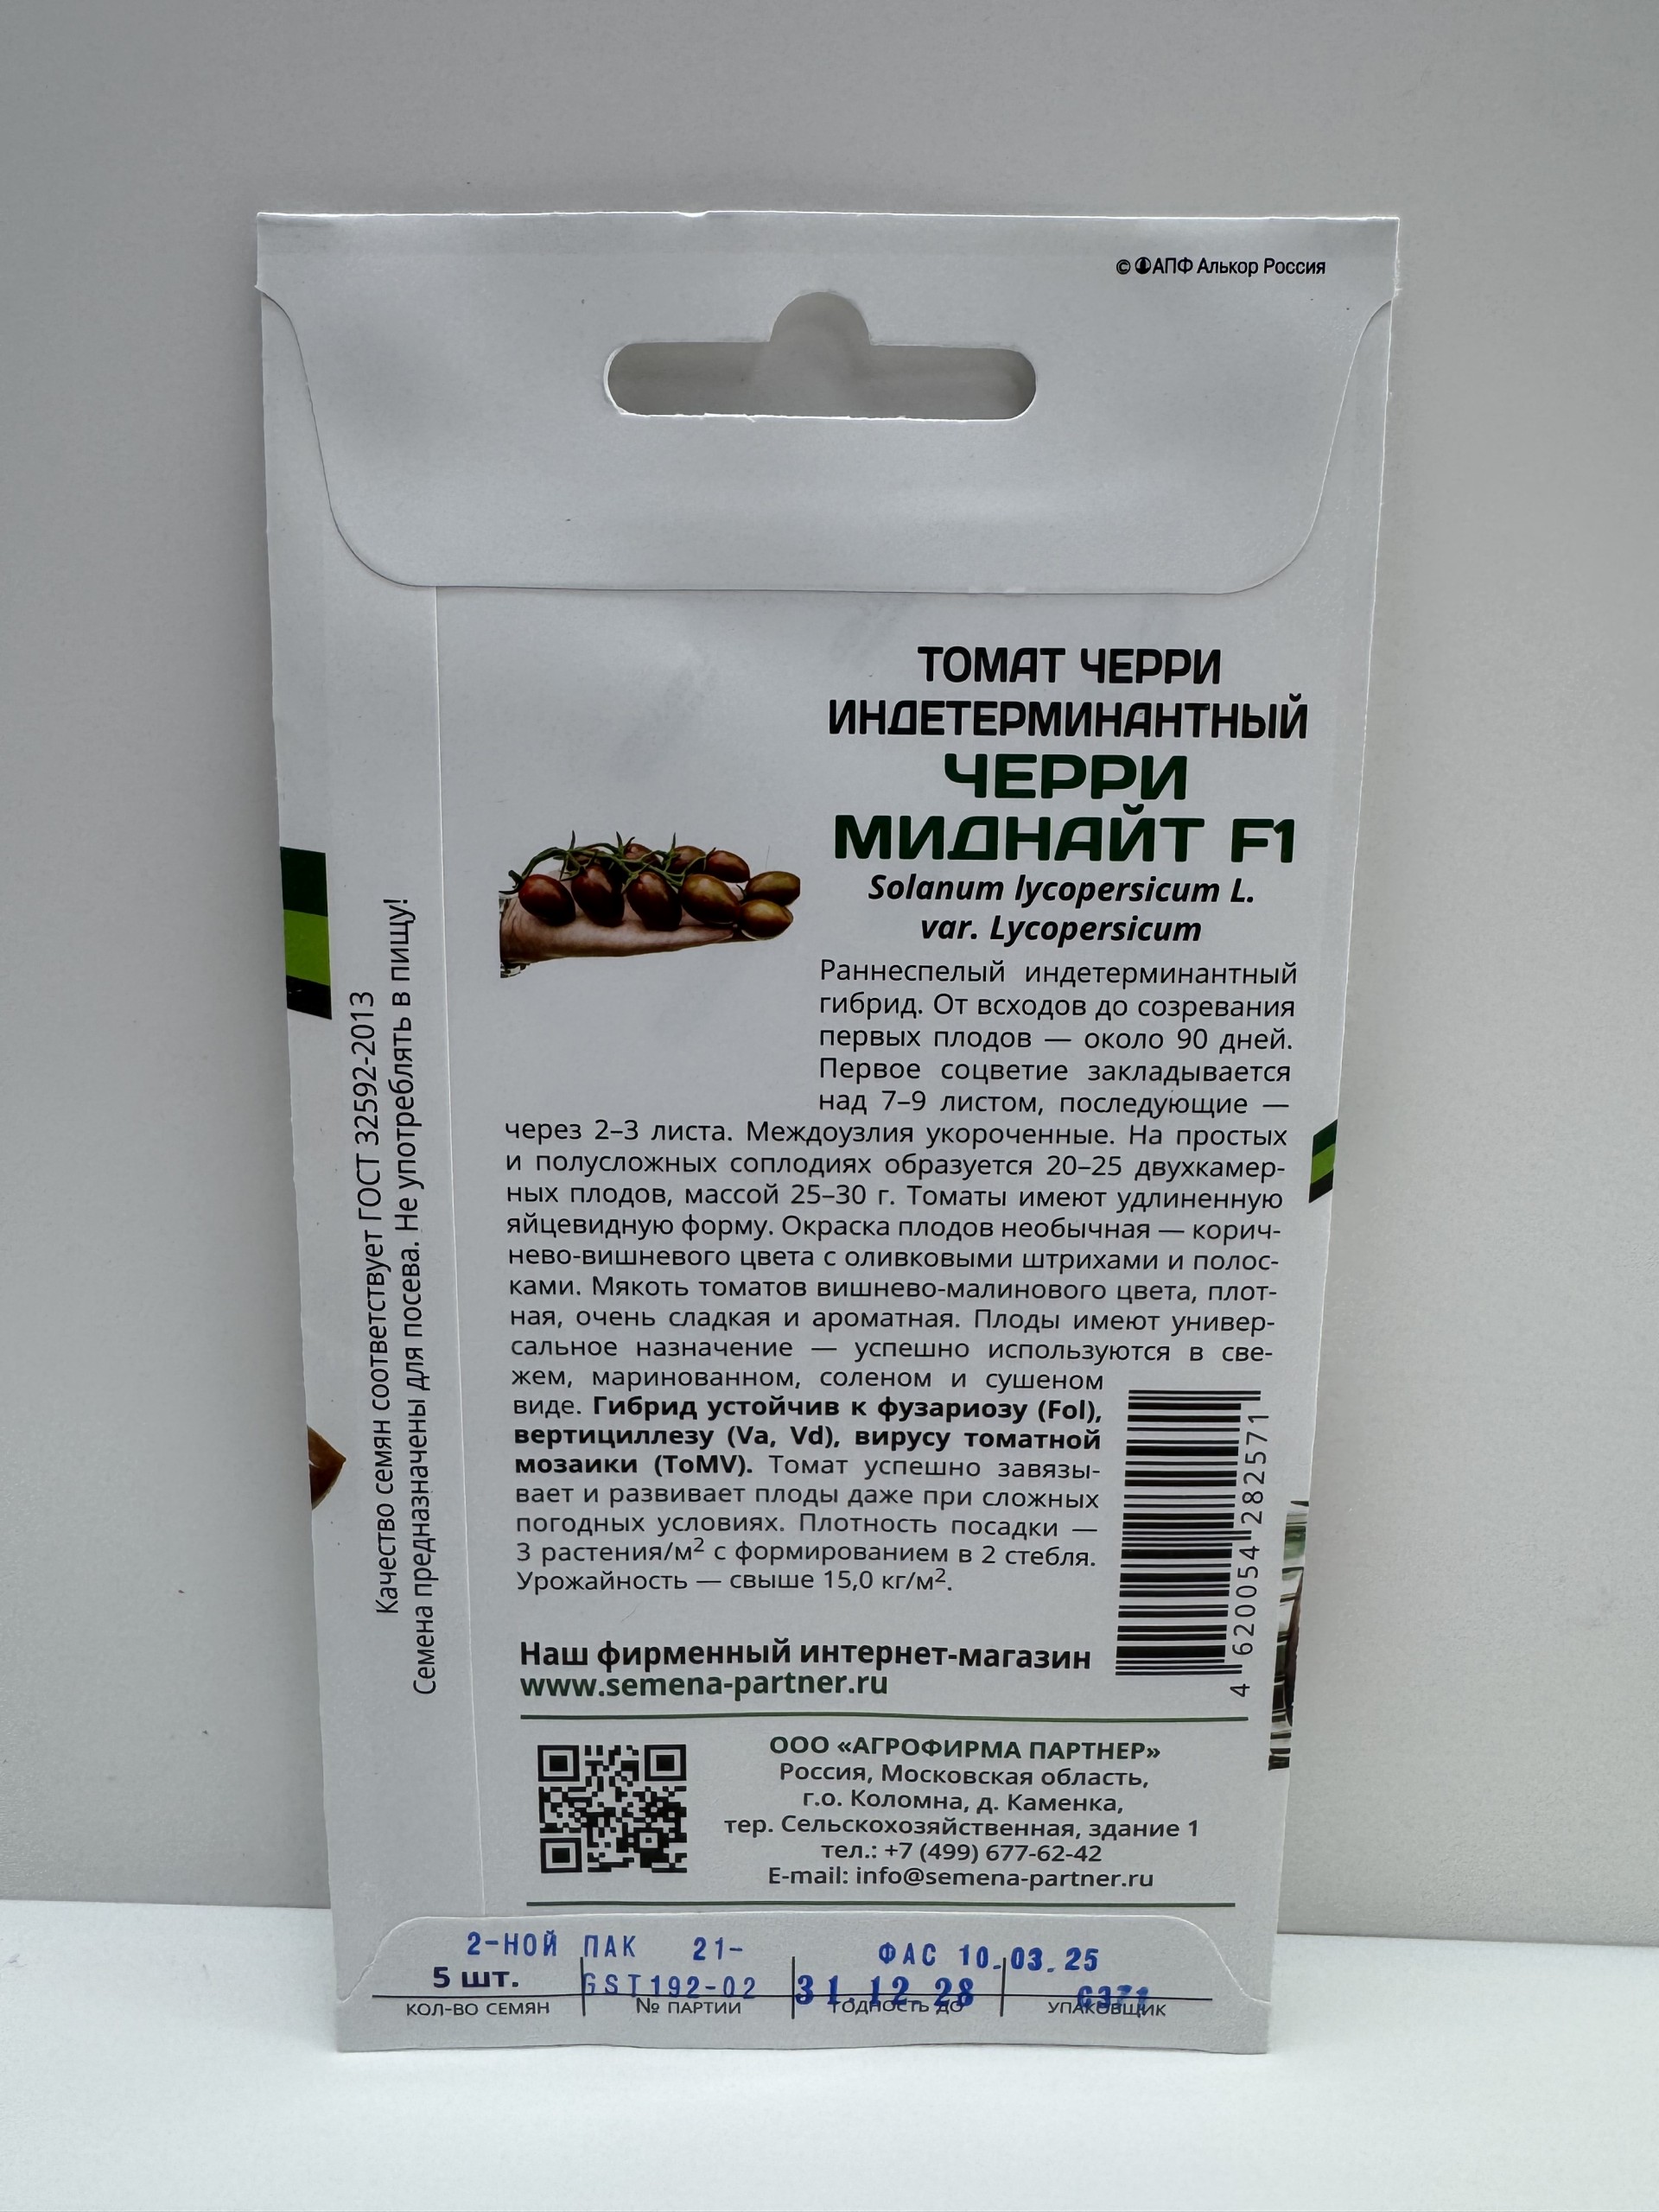 © АПФ Алькор Россия
ТОМАТ ЧЕРРИ
ИНДЕТЕРМИНАНТНЫЙ
ЧЕРРИ
МИДНАЙТ F1
Solanum lycopersicum L.
var. Lycopersicum
Раннеспелый индетерминантный
гибрид. От всходов до созревания
первых плодов — около 90 дней.
Первое соцветие закладывается
над 7–9 листом, последующие —
через 2–3 листа. Междоузлия укороченные. На простых
и полусложных соплодиях образуется 20–25 двухкамер-
ных плодов, массой 25–30 г. Томаты имеют удлиненную
яйцевидную форму. Окраска плодов необычная — корич-
нево-вишневого цвета с оливковыми штрихами и полос-
ками. Мякоть томатов вишнево-малинового цвета, плот-
ная, очень сладкая и ароматная. Плоды имеют универ-
сальное назначение — успешно используются в све-
жем, маринованном, соленом и сушеном
виде. Гибрид устойчив к фузариозу (Fol),
вертициллезу (Va, Vd), вирусу томатной
мозаики (ToMV). Томат успешно завязы-
вает и развивает плоды даже при сложных
погодных условиях. Плотность посадки —
3 растения/м² с формированием в 2 стебля.
Урожайность — свыше 15,0 кг/м².
4 620054 282571
Наш фирменный интернет-магазин
www.semena-partner.ru
ООО «АГРОФИРМА ПАРТНЕР»
Россия, Московская область,
г.о. Коломна, д. Каменка,
тер. Сельскохозяйственная, здание 1
тел.: +7 (499) 677-62-42
E-mail: info@semena-partner.ru
Качество семян соответствует ГОСТ 32592-2013
Семена предназначены для посева. Не употреблять в пищу!
2-НОЙ ПАК 21- ФАС 10.03.25
5 шт. GST192-02 31.12.28
КОЛ-ВО СЕМЯН № ПАРТИИ ГОДНОСТЬ ДО УПАКОВЩИК